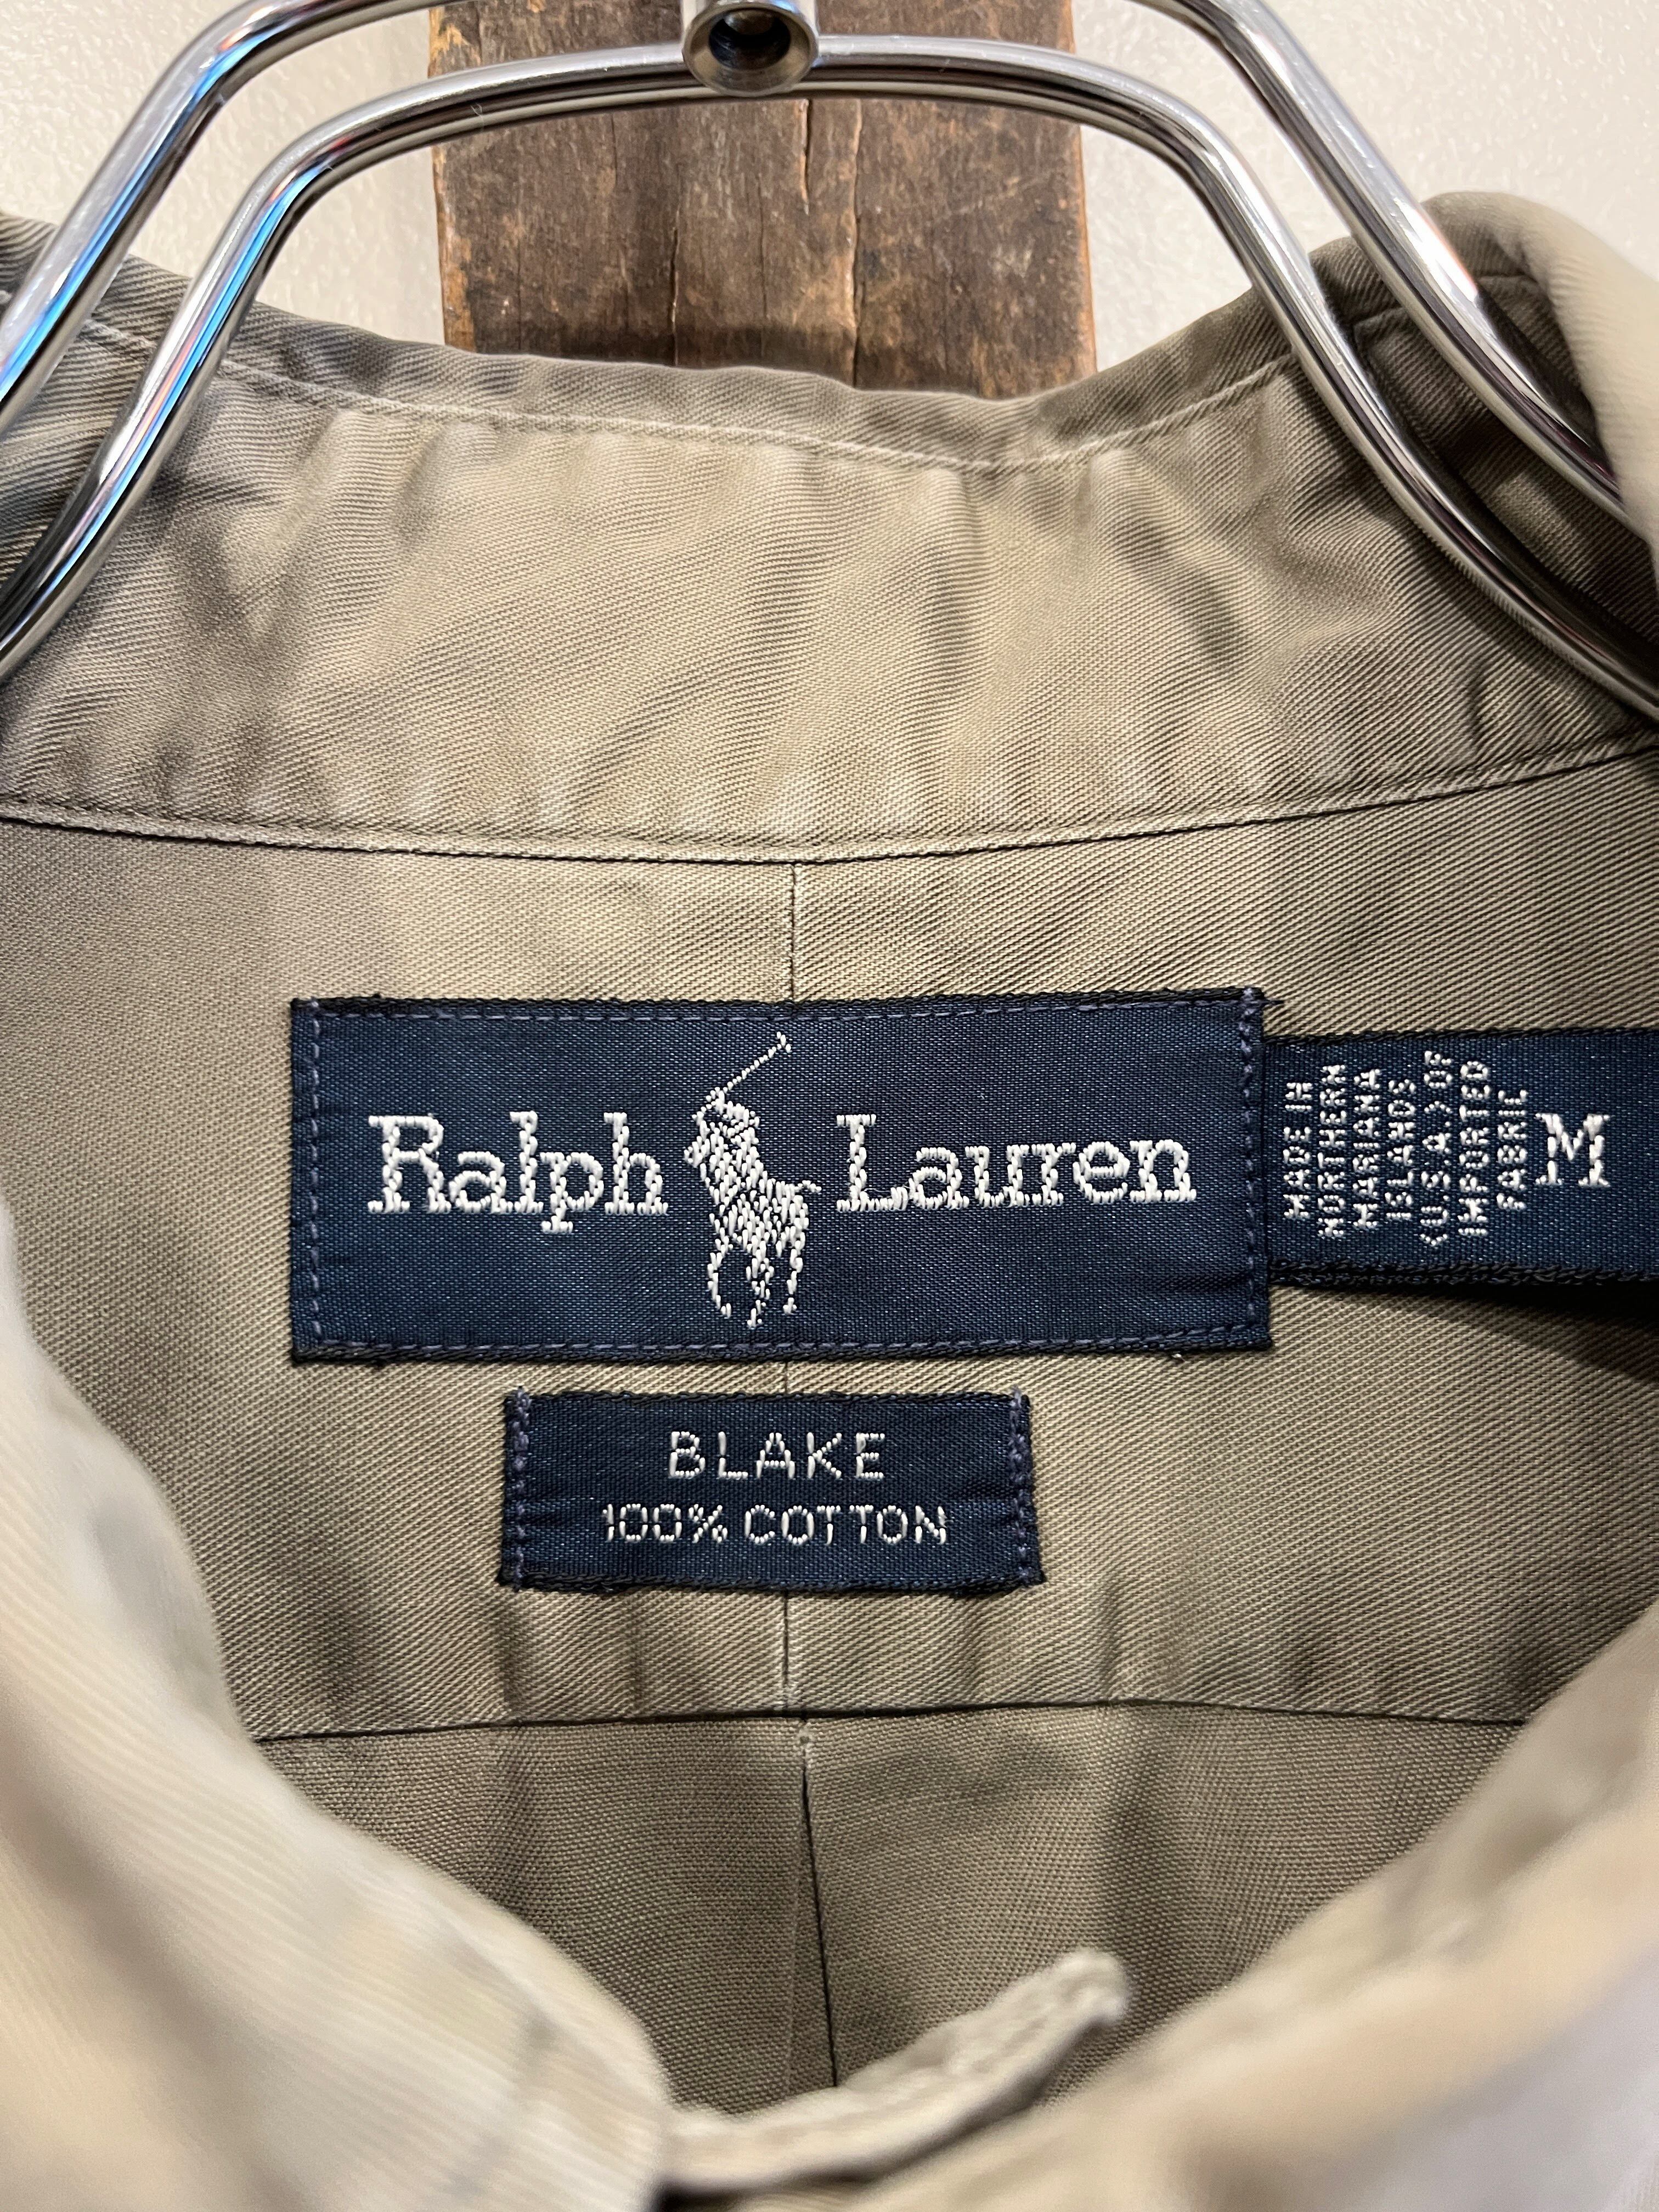 Ralph Lauren
MADE IN
NORTHERN
MARIANA
ISLANDS
(U.S.A.) OF
IMPORTED
FABRIC
M
BLAKE
100% COTTON